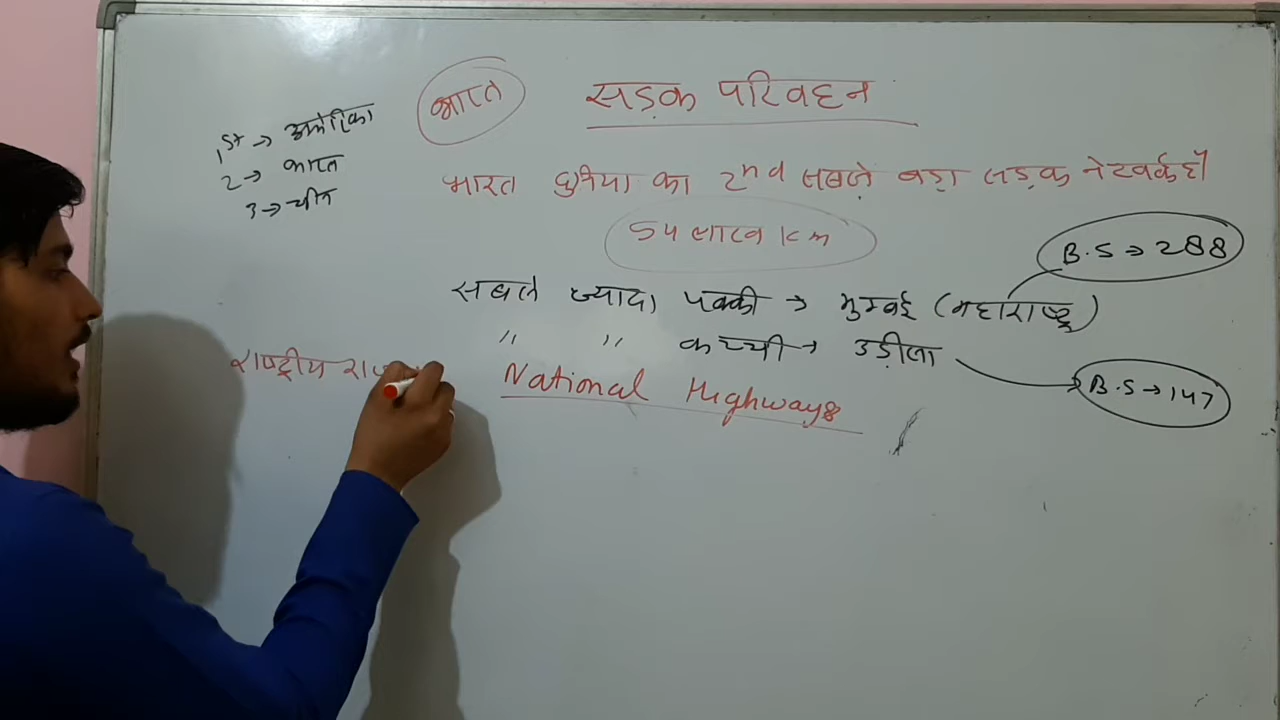 भारत सड़क परिवहन
1st → अमेरिका
2 → भारत
3 → चीन
भारत दुनिया का 2nd सबसे बड़ा सड़क नेटवर्क हैं
54 लाख km
B.S → 288
सबसे ज्यादा पक्की → मुम्बई (महाराष्ट्र)
" " कच्ची → उड़ीसा
B.S → 147
राष्ट्रीय
National Highways